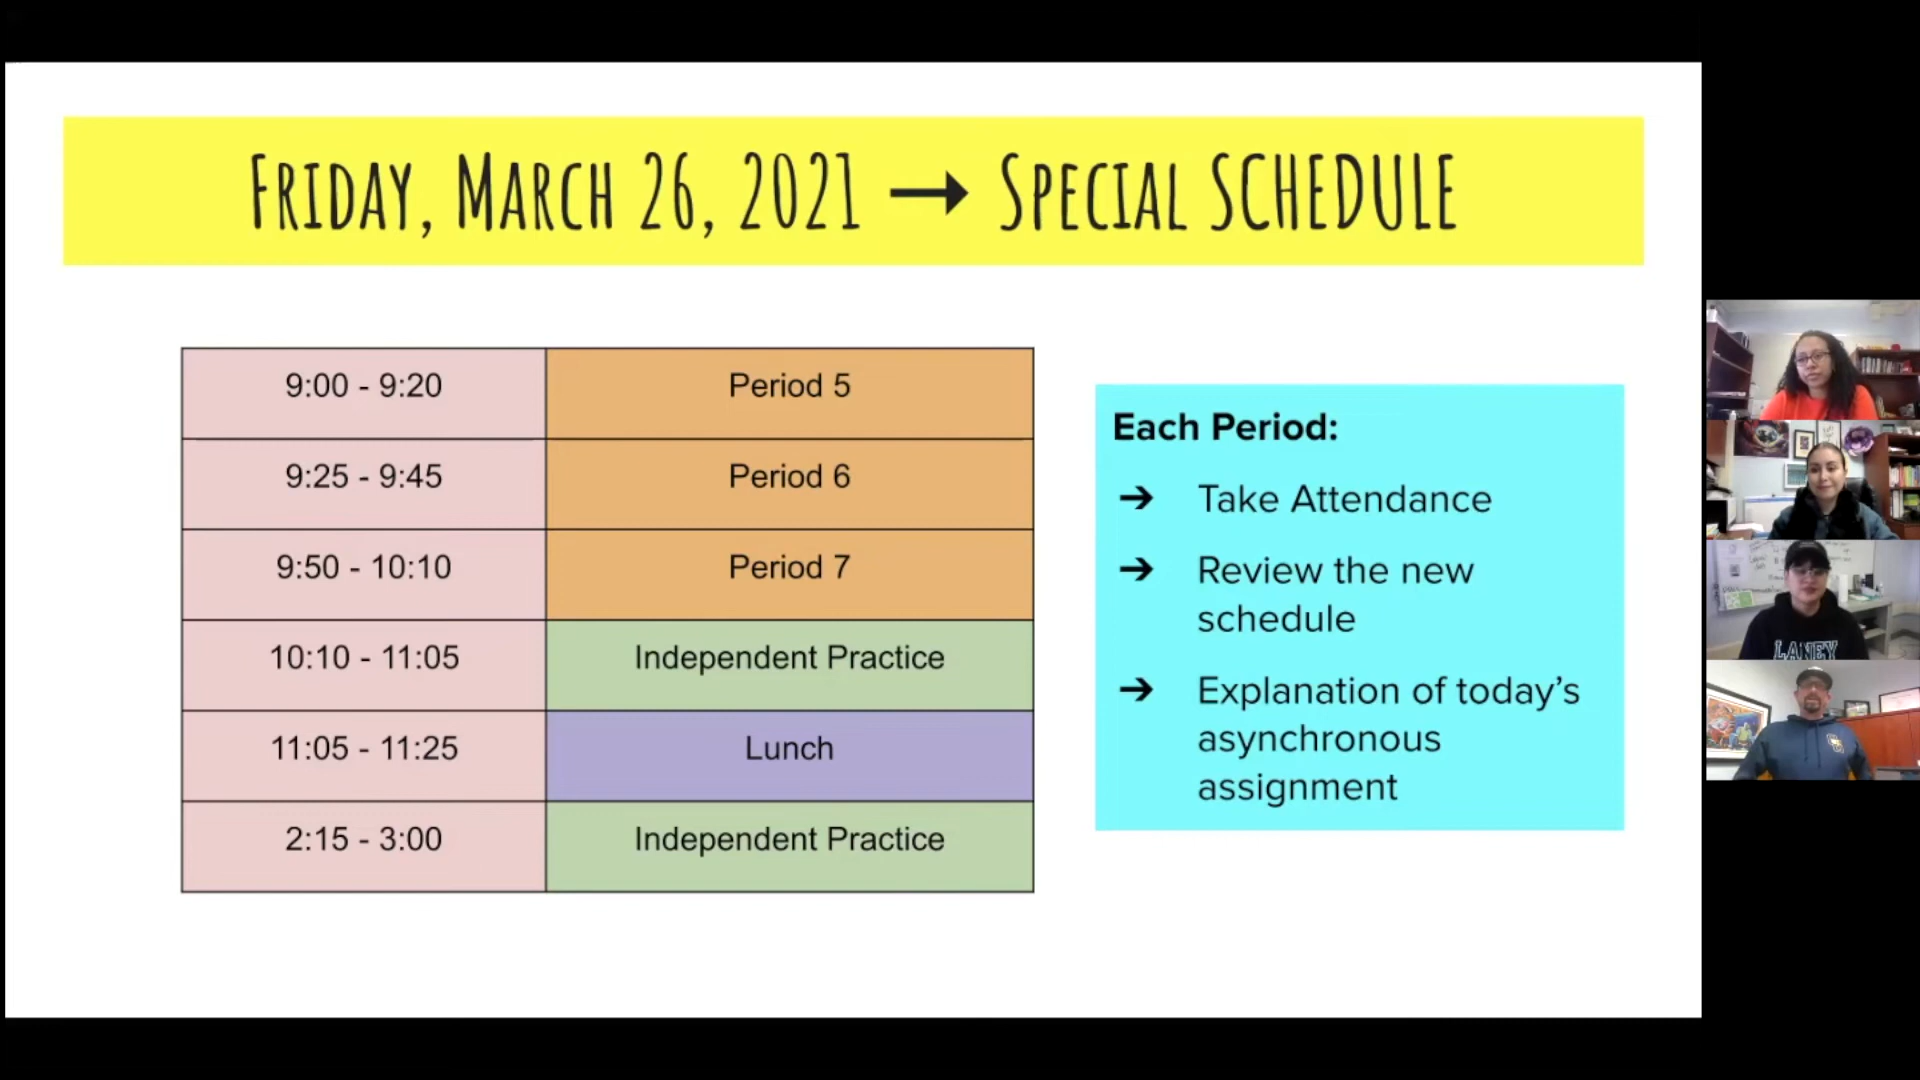 FRIDAY, MARCH 26, 2021 → SPECIAL SCHEDULE
9:00 - 9:20 Period 5
9:25 - 9:45 Period 6
9:50 - 10:10 Period 7
10:10 - 11:05 Independent Practice
11:05 - 11:25 Lunch
2:15 - 3:00 Independent Practice
Each Period:
➔ Take Attendance
➔ Review the new
schedule
➔ Explanation of today’s
asynchronous
assignment
LANEY